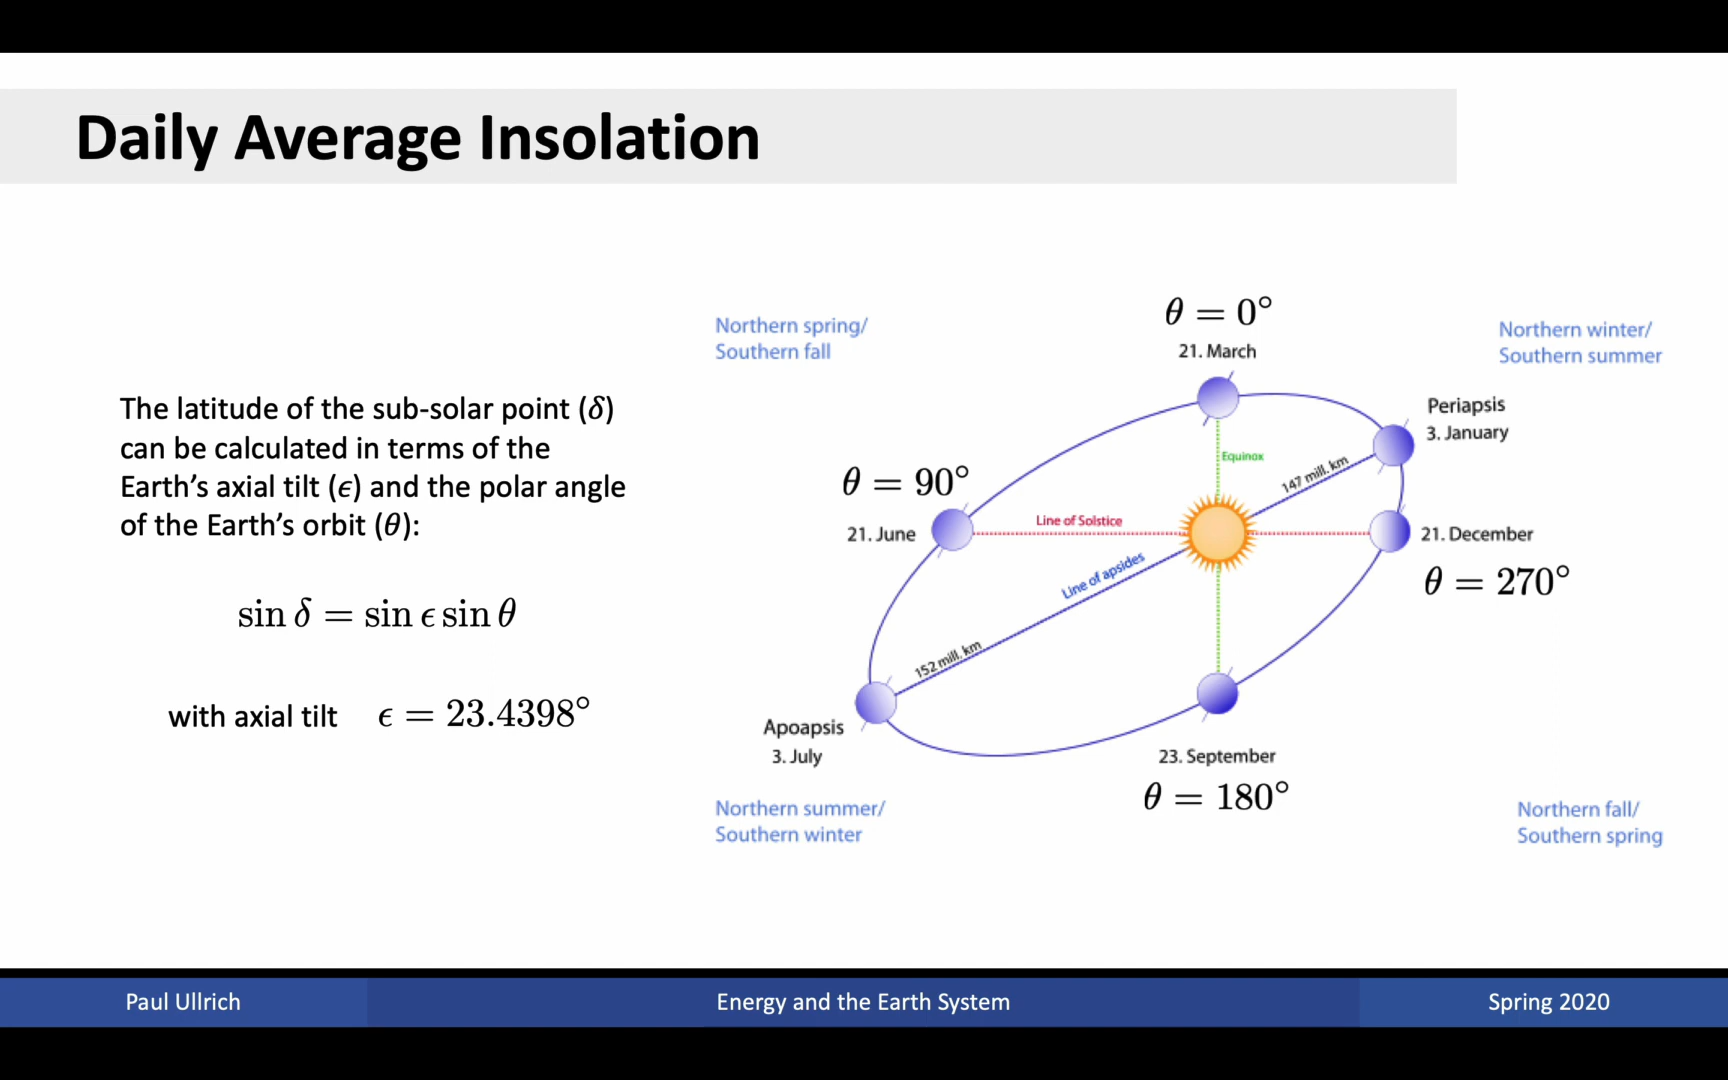 Daily Average Insolation
The latitude of the sub-solar point (δ)
can be calculated in terms of the
Earth’s axial tilt (ϵ) and the polar angle
of the Earth’s orbit (θ):
sin δ = sin ϵ sin θ
with axial tilt ϵ = 23.4398°
Northern spring/
Southern fall
θ = 0°
21. March
Northern winter/
Southern summer
Periapsis
3. January
Equinox
147 mill. km
θ = 90°
21. June
Line of Solstice
21. December
θ = 270°
Line of apsides
152 mill. km
Apoapsis
3. July
23. September
θ = 180°
Northern summer/
Southern winter
Northern fall/
Southern spring
Paul Ullrich
Energy and the Earth System
Spring 2020